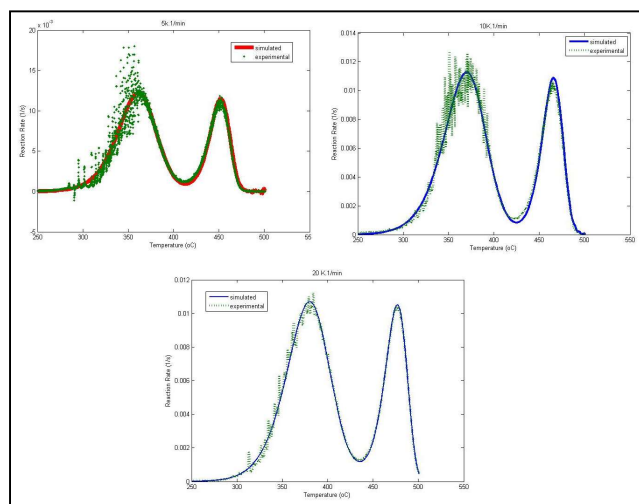 5k.1/min
x 10⁻³
20
15
10
5
0
-5
Reaction Rate (1/s)
simulated
experimental
250 300 350 400 450 500 55
Temperature (oC)
10K.1/min
0.014
0.012
0.01
0.008
0.006
0.004
0.002
0
Reaction Rate (1/s)
simulated
experimental
250 300 350 400 450 500 550
Temperature (oC)
20 K.1/min
0.012
0.01
0.008
0.006
0.004
0.002
0
Reaction Rate (1/s)
simulated
experimental
250 300 350 400 450 500 550
Temperature (oC)